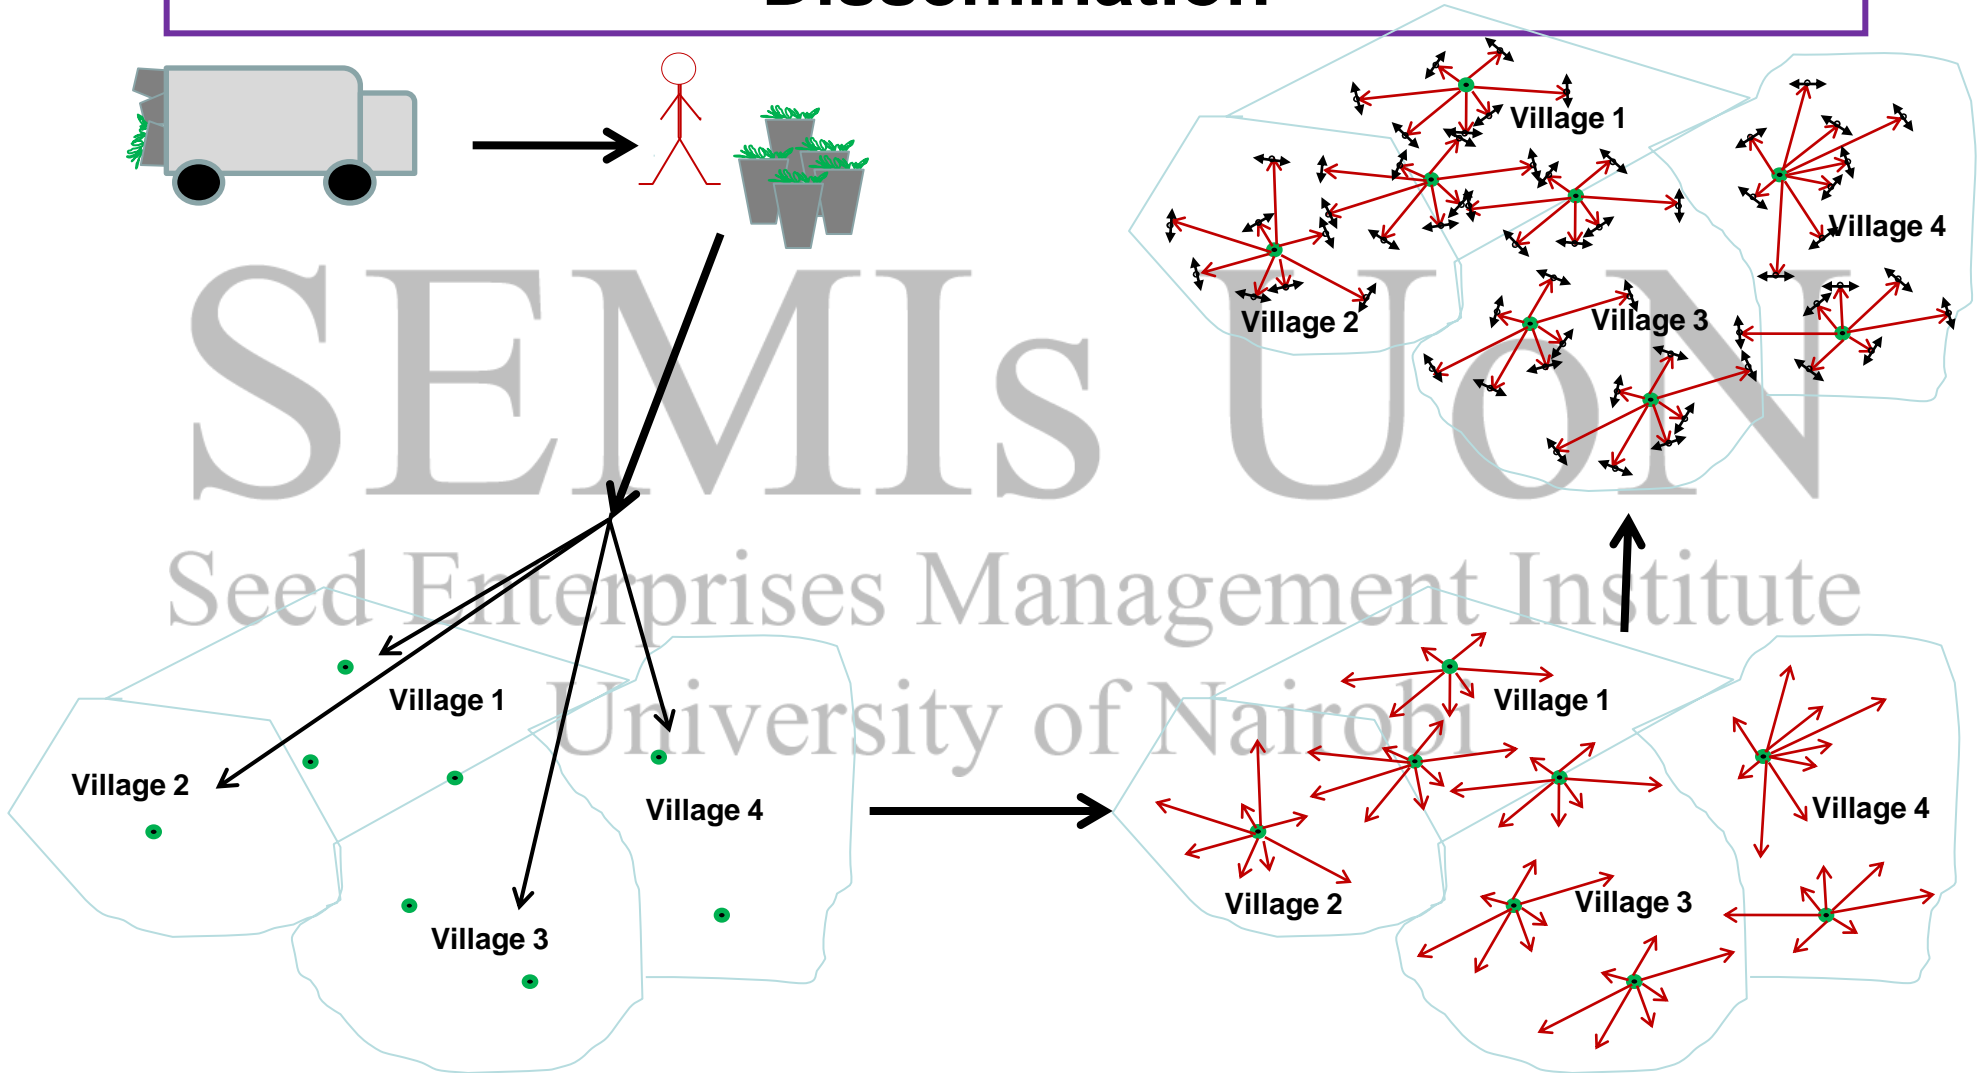 Dissemination
Village 1
Village 4
Village 2
Village 3
SEMIs UoN
Seed Enterprises Management Institute
University of Nairobi
Village 1
Village 2
Village 4
Village 3
Village 1
Village 4
Village 2
Village 3